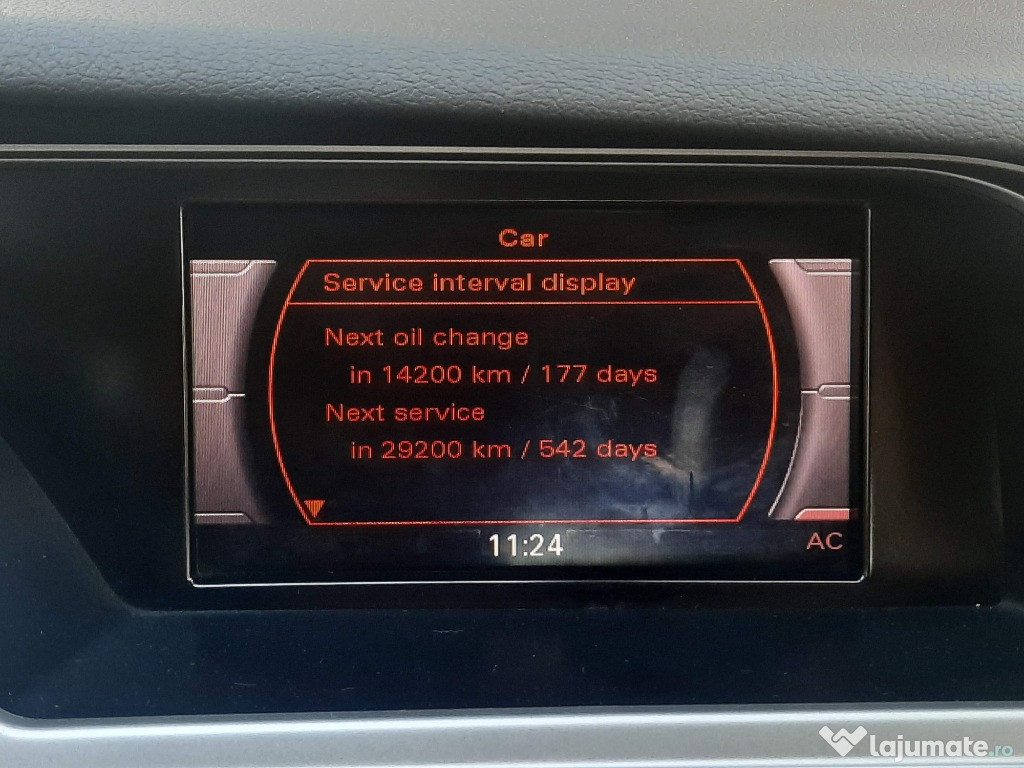 Car
Service interval display
Next oil change
in 14200 km / 177 days
Next service
in 29200 km / 542 days
11:24
AC
lajumate.ro